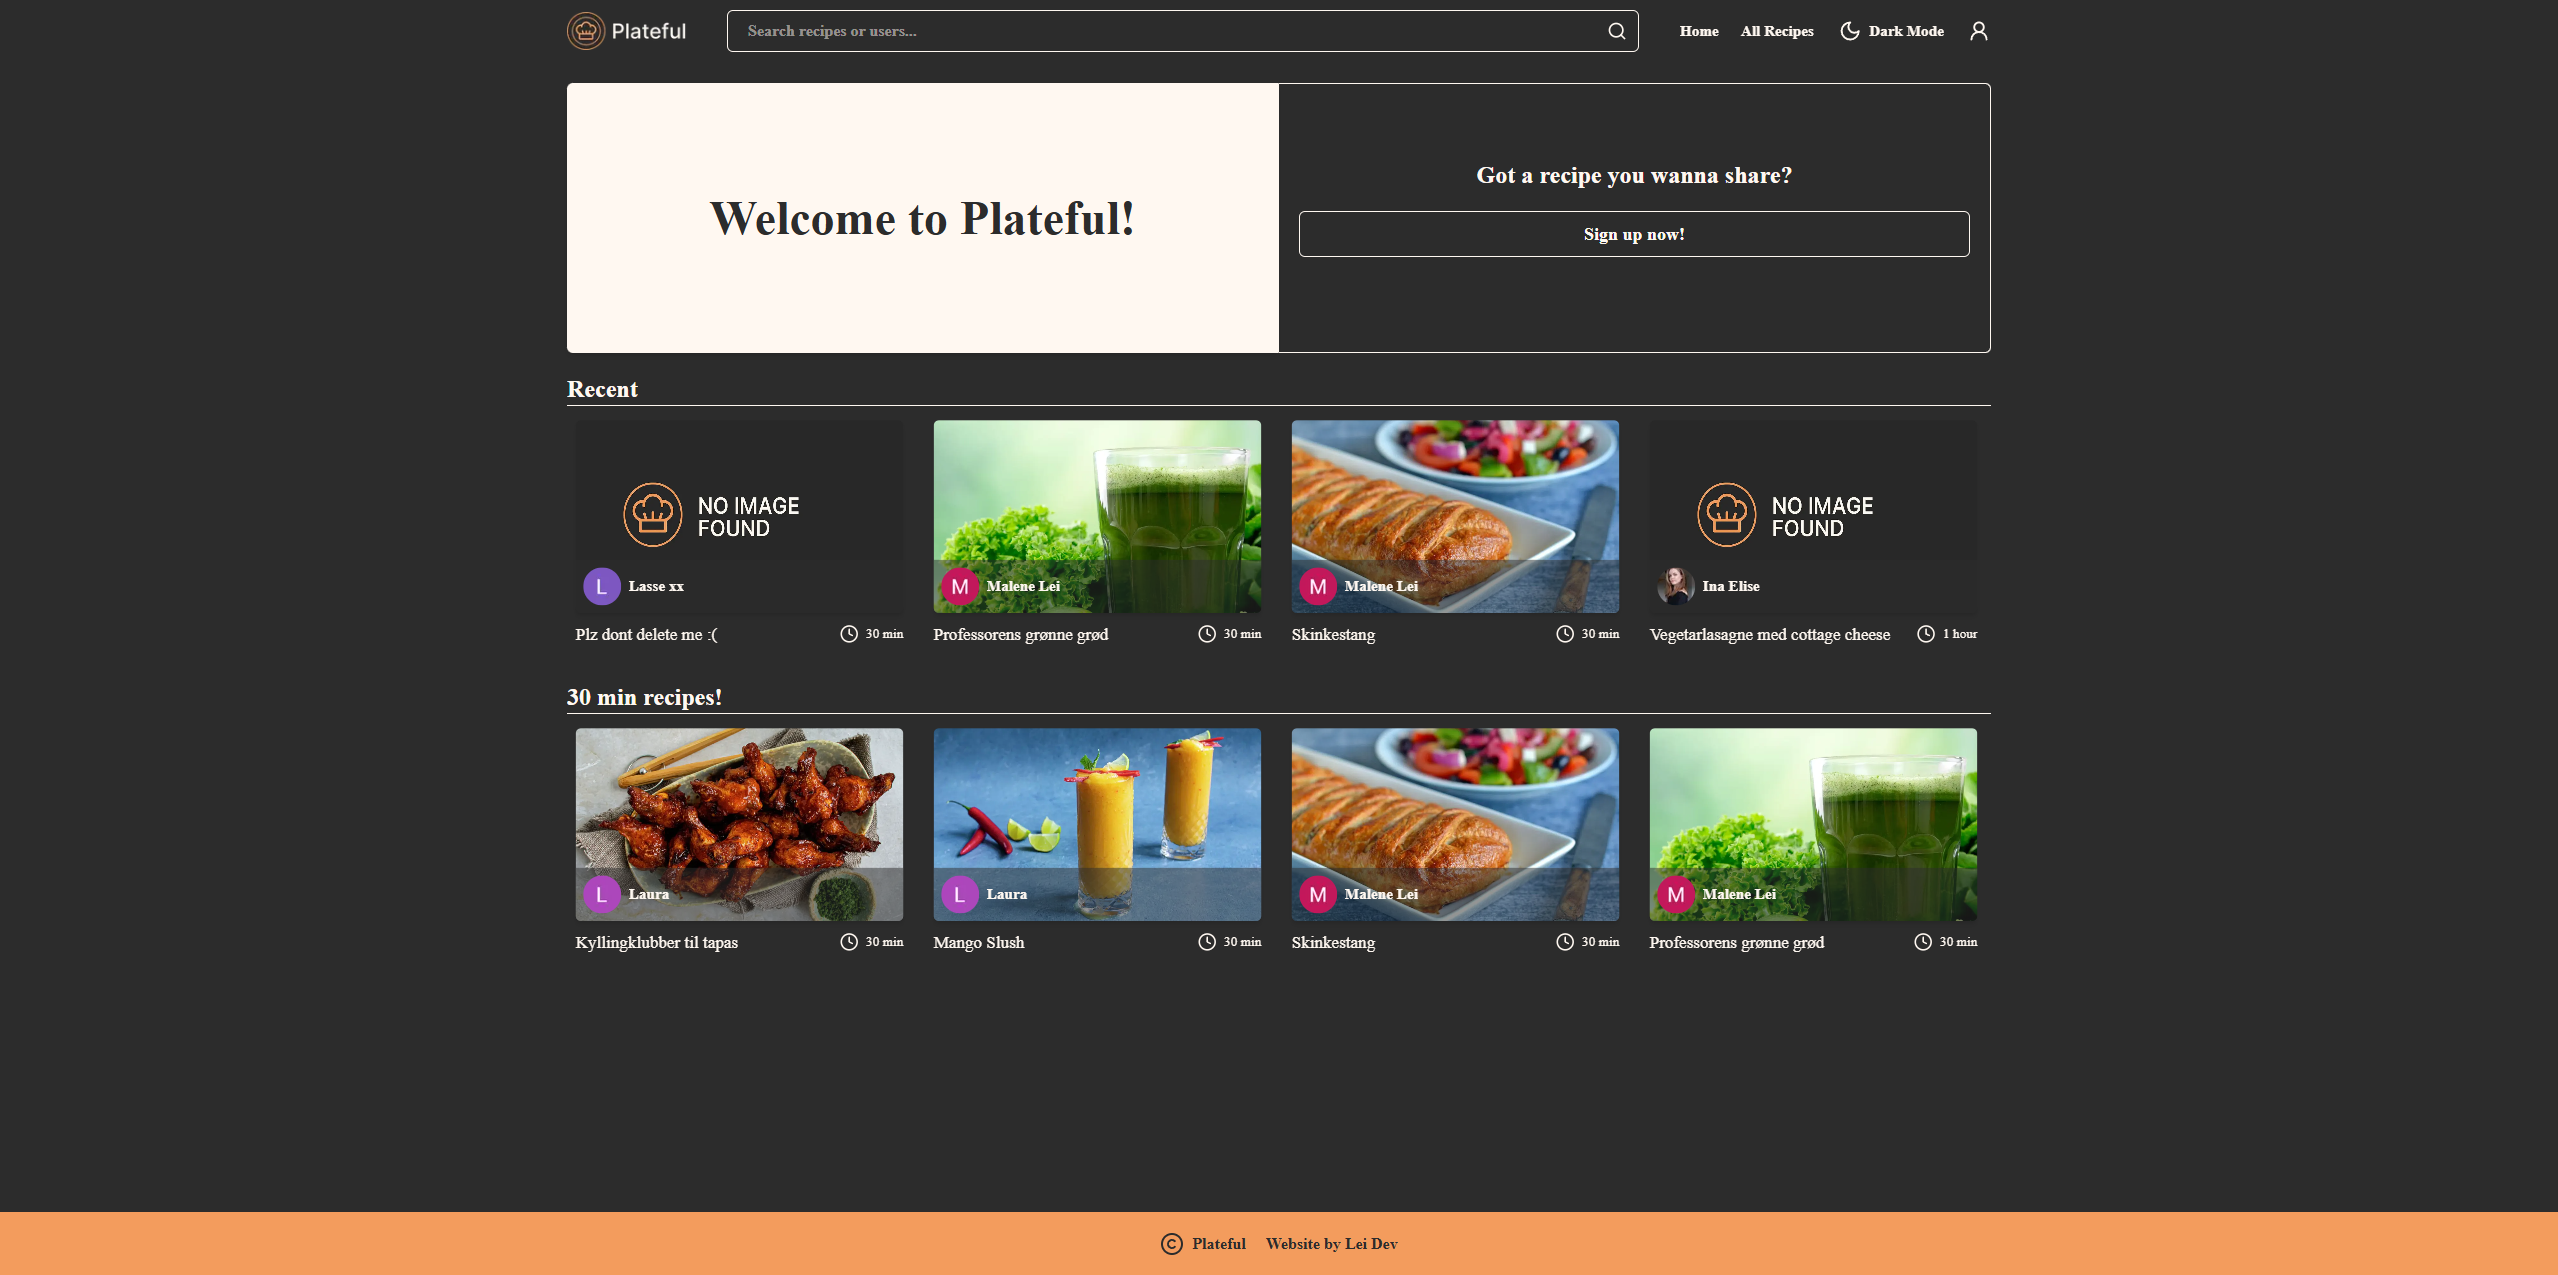 Plateful
Search recipes or users...
Home
All Recipes
Dark Mode
Welcome to Plateful!
Got a recipe you wanna share?
Sign up now!
Recent
NO IMAGE
FOUND
L
Lasse xx
Plz dont delete me :(
30 min
M
Malene Lei
Professorens grønne grød
30 min
M
Malene Lei
Skinkestang
30 min
NO IMAGE
FOUND
Ina Elise
Vegetarlasagne med cottage cheese
1 hour
30 min recipes!
L
Laura
Kyllingklubber til tapas
30 min
L
Laura
Mango Slush
30 min
M
Malene Lei
Skinkestang
30 min
M
Malene Lei
Professorens grønne grød
30 min
© Plateful
Website by Lei Dev